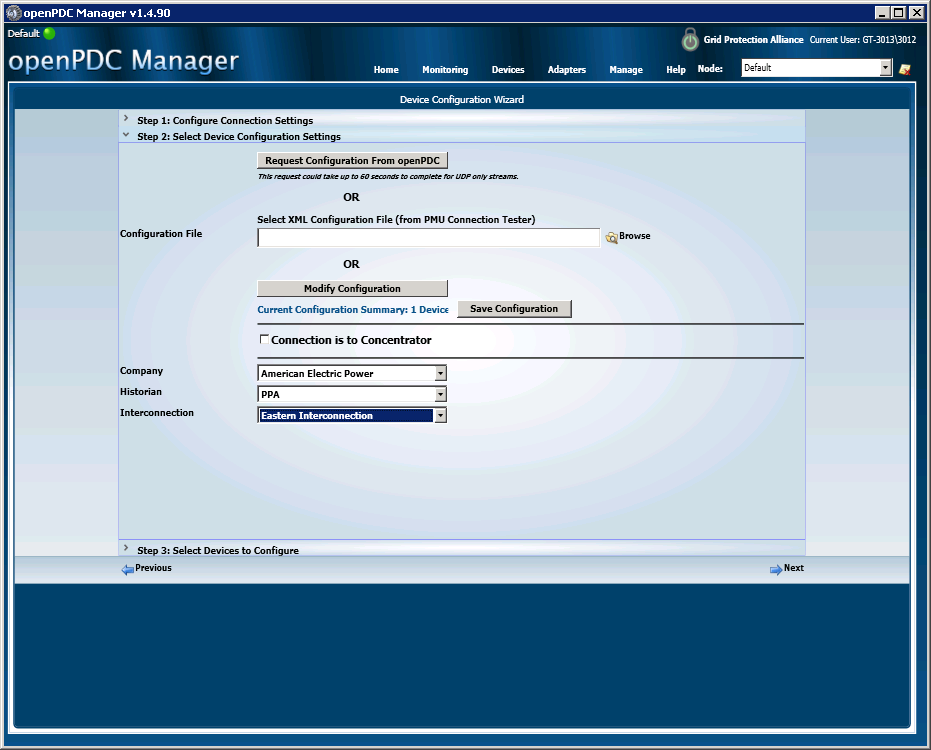 openPDC Manager v1.4.90
Default
openPDC Manager
Grid Protection Alliance Current User: GT-3013\3012
Home Monitoring Devices Adapters Manage Help Node: Default
Device Configuration Wizard
Step 1: Configure Connection Settings
Step 2: Select Device Configuration Settings
Request Configuration From openPDC
This request could take up to 60 seconds to complete for UDP only streams.
OR
Select XML Configuration File (from PMU Connection Tester)
Configuration File
Browse
OR
Modify Configuration
Current Configuration Summary: 1 Device
Save Configuration
Connection is to Concentrator
Company American Electric Power
Historian PPA
Interconnection Eastern Interconnection
Step 3: Select Devices to Configure
Previous Next